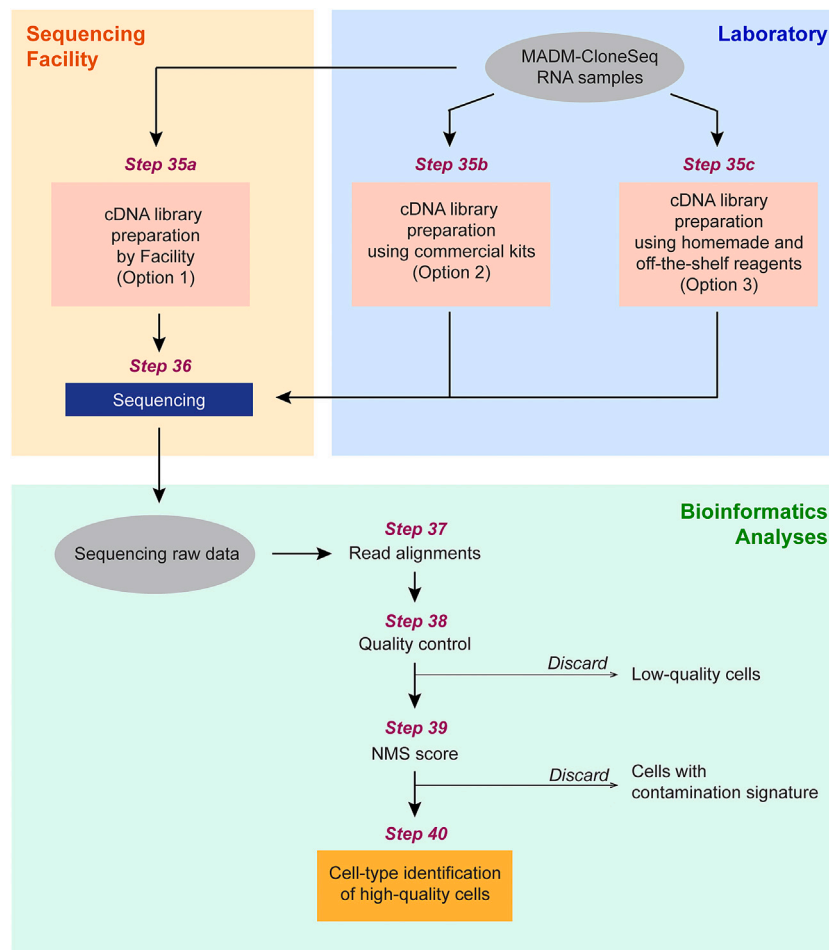 Sequencing
Facility
Laboratory
MADM-CloneSeq
RNA samples
Step 35a
cDNA library
preparation
by Facility
(Option 1)
Step 35b
cDNA library
preparation
using commercial kits
(Option 2)
Step 35c
cDNA library
preparation
using homemade and
off-the-shelf reagents
(Option 3)
Step 36
Sequencing
Bioinformatics
Analyses
Sequencing raw data
Step 37
Read alignments
Step 38
Quality control
Discard
Low-quality cells
Step 39
NMS score
Discard
Cells with
contamination signature
Step 40
Cell-type identification
of high-quality cells